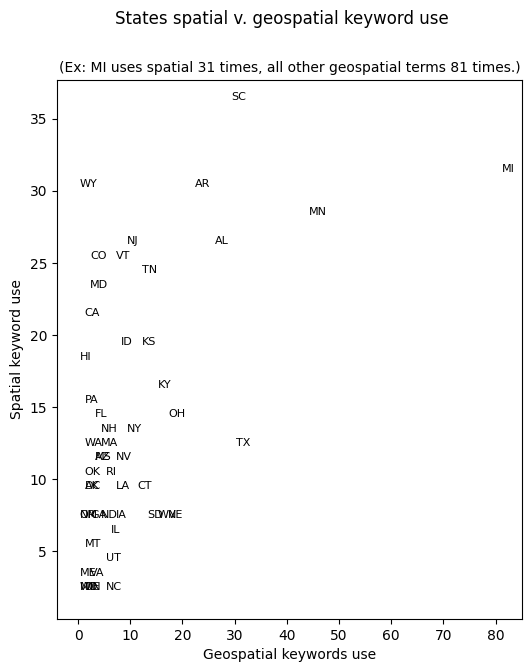 States spatial v. geospatial keyword use
(Ex: MI uses spatial 31 times, all other geospatial terms 81 times.)
SC
35
MI
WY AR
30
MN
NJ AL
CO VT
25
TN
MD
CA
20
ID KS
HI
KY
PA
15
FL OH
NH NY
WA MA TX
NV
OK RI
10
LA CT
IA SD
IL
MT
5
UT
NC
0 10 20 30 40 50 60 70 80
Spatial keyword use
Geospatial keywords use